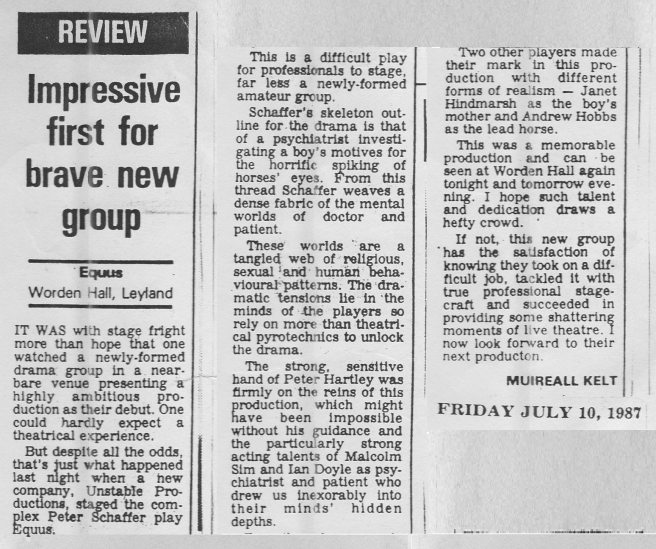 REVIEW
Impressive
first for
brave new
group
Equus
Worden Hall, Leyland
IT WAS with stage fright
more than hope that one
watched a newly-formed
drama group in a near-
bare venue presenting a
highly ambitious pro-
duction as their debut. One
could hardly expect a
theatrical experience.
But despite all the odds,
that's just what happened
last night when a new
company, Unstable Pro-
ductions, staged the com-
plex Peter Schaffer play
Equus.
This is a difficult play
for professionals to stage,
far less a newly-formed
amateur group.
Schaffer's skeleton out-
line for the drama is that
of a psychiatrist investi-
gating a boy's motives for
the horrific spiking of
horses' eyes. From this
thread Schaffer weaves a
dense fabric of the mental
worlds of doctor and
patient.
These worlds are a
tangled web of religious,
sexual and human beha-
vioural patterns. The dra-
matic tensions lie in the
minds of the players so
rely on more than theatri-
cal pyrotechnics to unlock
the drama.
The strong, sensitive
hand of Peter Hartley was
firmly on the reins of this
production, which might
have been impossible
without his guidance and
the particularly strong
acting talents of Malcolm
Sim and Ian Doyle as psy-
chiatrist and patient who
drew us inexorably into
their minds' hidden
depths.
Two other players made
their mark in this pro-
duction with different
forms of realism — Janet
Hindmarsh as the boy's
mother and Andrew Hobbs
as the lead horse.
This was a memorable
production and can be
seen at Worden Hall again
tonight and tomorrow eve-
ning. I hope such talent
and dedication draws a
hefty crowd.
If not, this new group
has the satisfaction of
knowing they took on a dif-
ficult job, tackled it with
true professional stage-
craft and succeeded in
providing some shattering
moments of live theatre. I
now look forward to their
next producton.
MUIREALL KELT
FRIDAY JULY 10, 1987